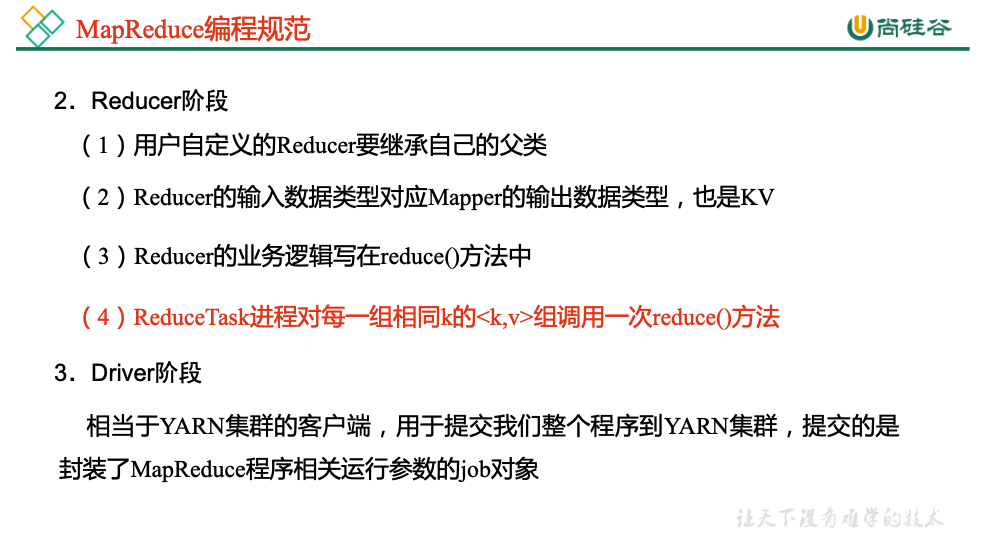 MapReduce编程规范
尚硅谷
2．Reducer阶段
（1）用户自定义的Reducer要继承自己的父类
（2）Reducer的输入数据类型对应Mapper的输出数据类型，也是KV
（3）Reducer的业务逻辑写在reduce()方法中
（4）ReduceTask进程对每一组相同k的<k,v>组调用一次reduce()方法
3．Driver阶段
相当于YARN集群的客户端，用于提交我们整个程序到YARN集群，提交的是
封装了MapReduce程序相关运行参数的job对象
让天下没有难学的技术